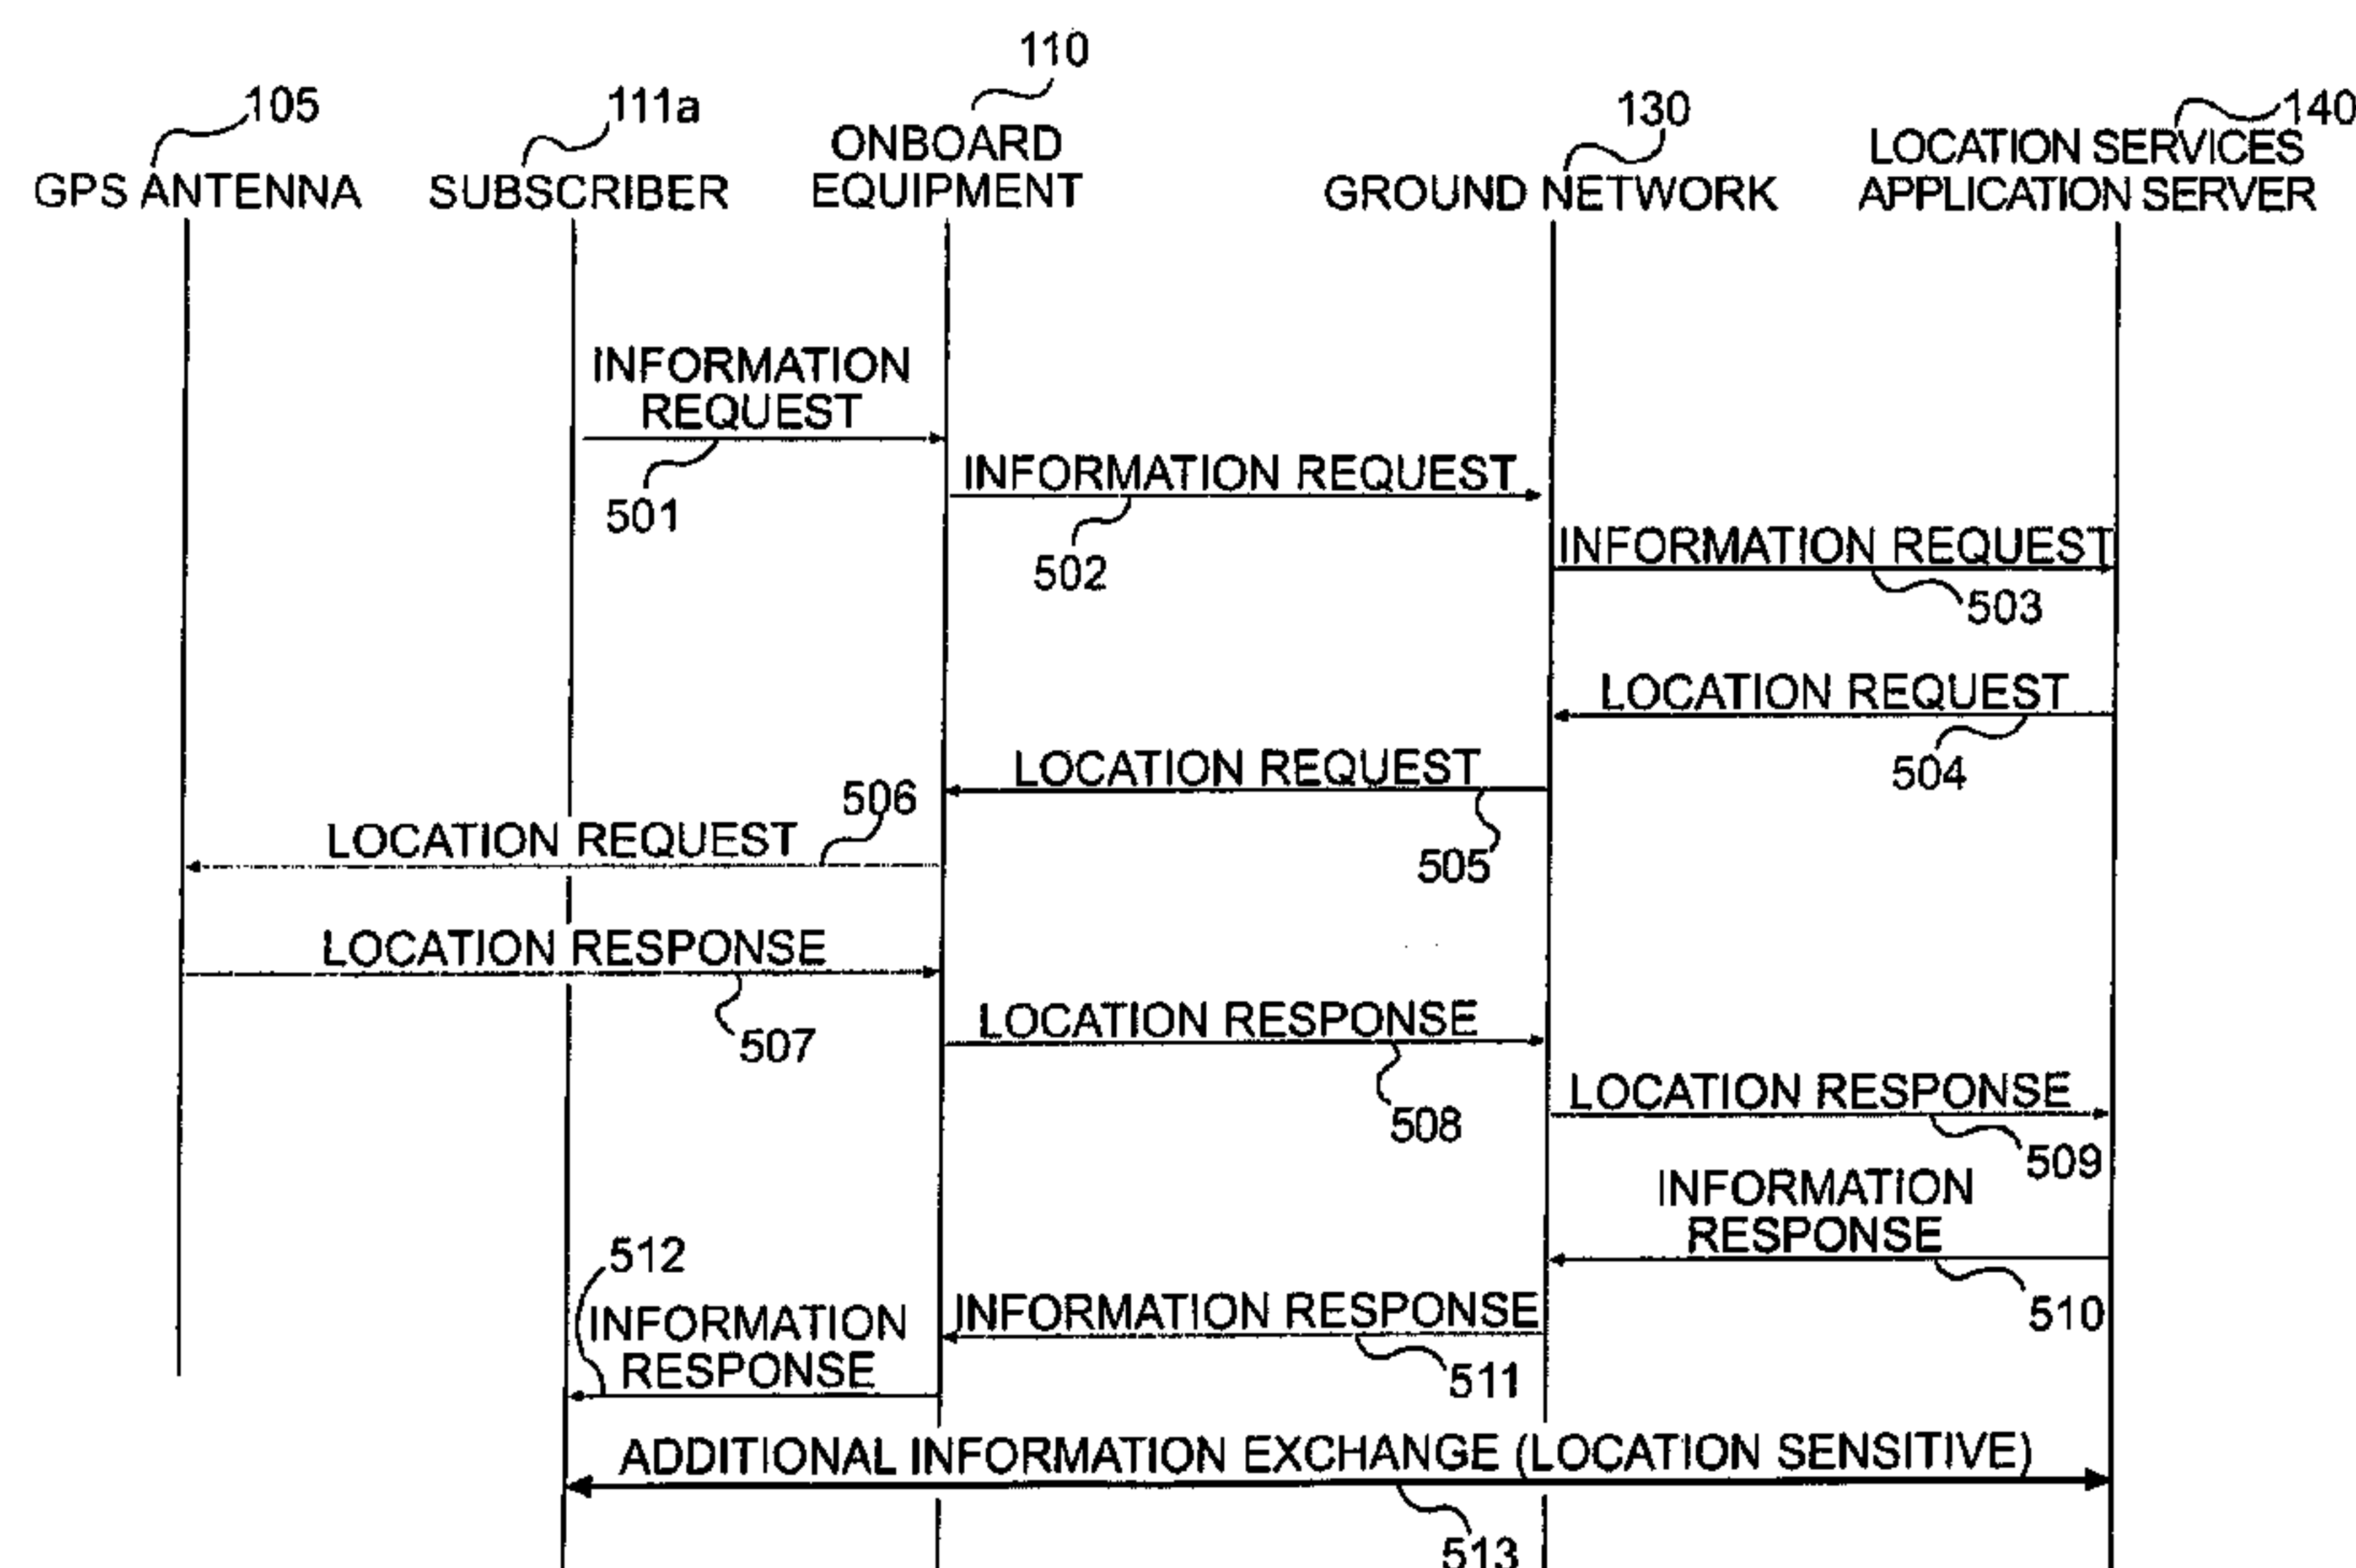 110
105
111a
130
140
GPS ANTENNA
SUBSCRIBER
ONBOARD
EQUIPMENT
GROUND NETWORK
LOCATION SERVICES
APPLICATION SERVER
INFORMATION
REQUEST
501
INFORMATION REQUEST
502
INFORMATION REQUEST
503
LOCATION REQUEST
504
LOCATION REQUEST
505
506
LOCATION REQUEST
LOCATION RESPONSE
507
LOCATION RESPONSE
508
LOCATION RESPONSE
509
INFORMATION
RESPONSE
510
INFORMATION RESPONSE
511
512
INFORMATION
RESPONSE
ADDITIONAL INFORMATION EXCHANGE (LOCATION SENSITIVE)
513